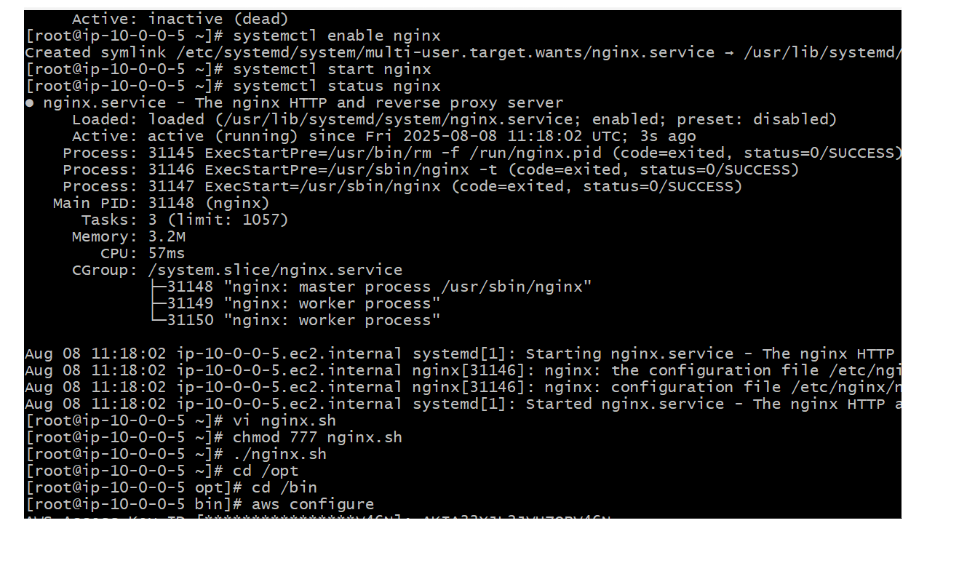 Active: inactive (dead)
[root@ip-10-0-0-5 ~]# systemctl enable nginx
Created symlink /etc/systemd/system/multi-user.target.wants/nginx.service → /usr/lib/systemd/
[root@ip-10-0-0-5 ~]# systemctl start nginx
[root@ip-10-0-0-5 ~]# systemctl status nginx
● nginx.service - The nginx HTTP and reverse proxy server
Loaded: loaded (/usr/lib/systemd/system/nginx.service; enabled; preset: disabled)
Active: active (running) since Fri 2025-08-08 11:18:02 UTC; 3s ago
Process: 31145 ExecStartPre=/usr/bin/rm -f /run/nginx.pid (code=exited, status=0/SUCCESS)
Process: 31146 ExecStartPre=/usr/sbin/nginx -t (code=exited, status=0/SUCCESS)
Process: 31147 ExecStart=/usr/sbin/nginx (code=exited, status=0/SUCCESS)
Main PID: 31148 (nginx)
Tasks: 3 (limit: 1057)
Memory: 3.2M
CPU: 57ms
CGroup: /system.slice/nginx.service
├─31148 "nginx: master process /usr/sbin/nginx"
├─31149 "nginx: worker process"
└─31150 "nginx: worker process"
Aug 08 11:18:02 ip-10-0-0-5.ec2.internal systemd[1]: Starting nginx.service - The nginx HTTP
Aug 08 11:18:02 ip-10-0-0-5.ec2.internal nginx[31146]: nginx: the configuration file /etc/ngi
Aug 08 11:18:02 ip-10-0-0-5.ec2.internal nginx[31146]: nginx: configuration file /etc/nginx/n
Aug 08 11:18:02 ip-10-0-0-5.ec2.internal systemd[1]: Started nginx.service - The nginx HTTP a
[root@ip-10-0-0-5 ~]# vi nginx.sh
[root@ip-10-0-0-5 ~]# chmod 777 nginx.sh
[root@ip-10-0-0-5 ~]# ./nginx.sh
[root@ip-10-0-0-5 ~]# cd /opt
[root@ip-10-0-0-5 opt]# cd /bin
[root@ip-10-0-0-5 bin]# aws configure
AWS Access Key ID